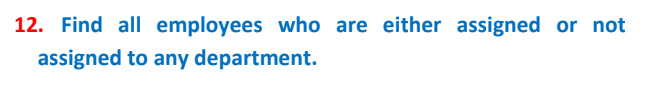 12. Find all employees who are either assigned or not
assigned to any department.